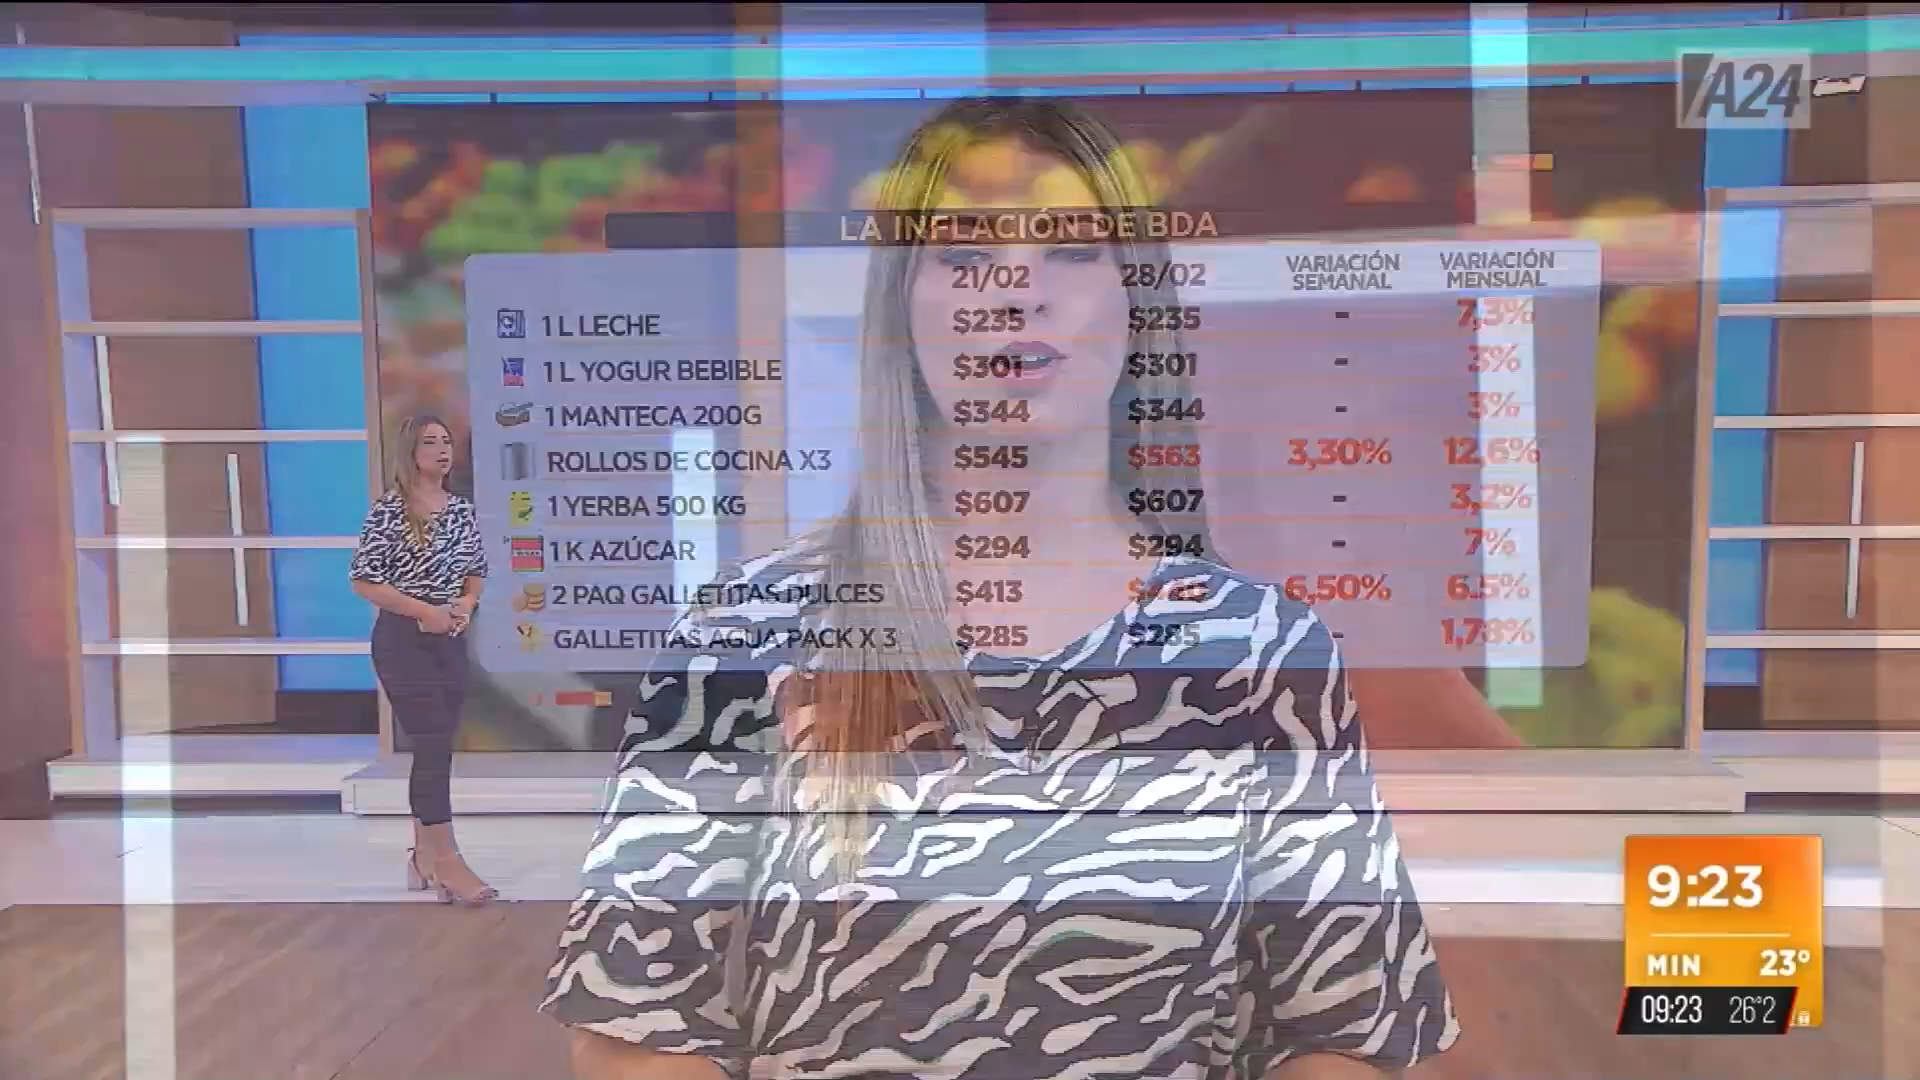 A24
LA INFLACIÓN DE BDA
21/02 28/02 VARIACIÓN SEMANAL VARIACIÓN MENSUAL
1 L LECHE $235 $235 - 7,3%
1 L YOGUR BEBIBLE $301 $301 - 3%
1 MANTECA 200G $344 $344 - 3%
ROLLOS DE COCINA X3 $545 $563 3,30% 12,6%
1 YERBA 500 KG $607 $607 - 3,2%
1 K AZÚCAR $294 $294 - 7%
2 PAQ GALLETITAS DULCES $413 6,50% 6.5%
GALLETITAS AGUA PACK X 3 $285 $285 - 1,78%
9:23
MIN 23°
09:23 26°2